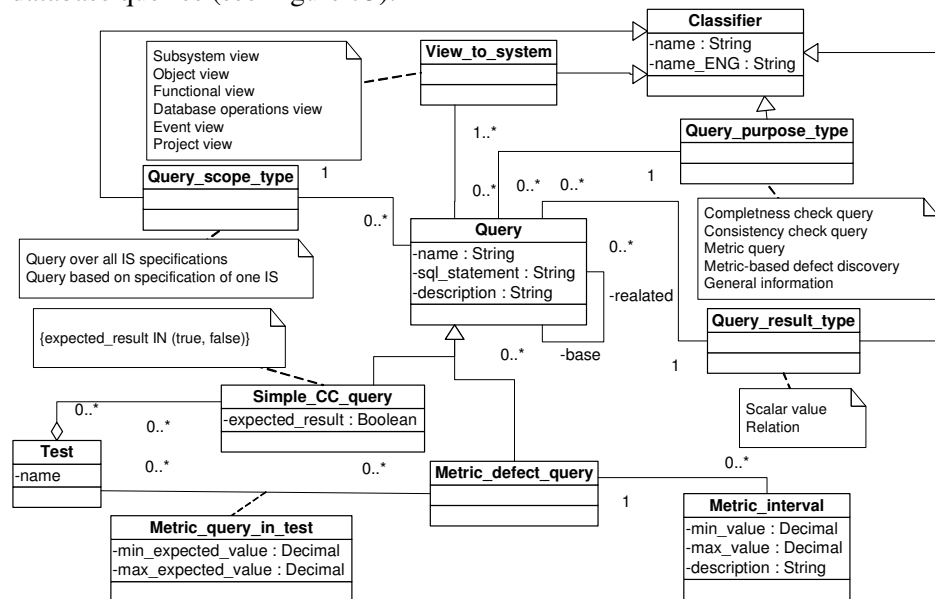 Classifier
-name : String
-name_ENG : String
View_to_system
Subsystem view
Object view
Functional view
Database operations view
Event view
Project view
1..*
Query_purpose_type
Query_scope_type
1
0..*
0..*
0..*
1
0..*
Completness check query
Consistency check query
Metric query
Metric-based defect discovery
General information
Query
-name : String
-sql_statement : String
-description : String
0..*
-realated
Query over all IS specifications
Query based on specification of one IS
Query_result_type
{expected_result IN (true, false)}
0..*
-base
1
Simple_CC_query
-expected_result : Boolean
Scalar value
Relation
0..*
0..*
Test
-name
0..*
0..*
Metric_defect_query
0..*
1
Metric_interval
-min_value : Decimal
-max_value : Decimal
-description : String
Metric_query_in_test
-min_expected_value : Decimal
-max_expected_value : Decimal